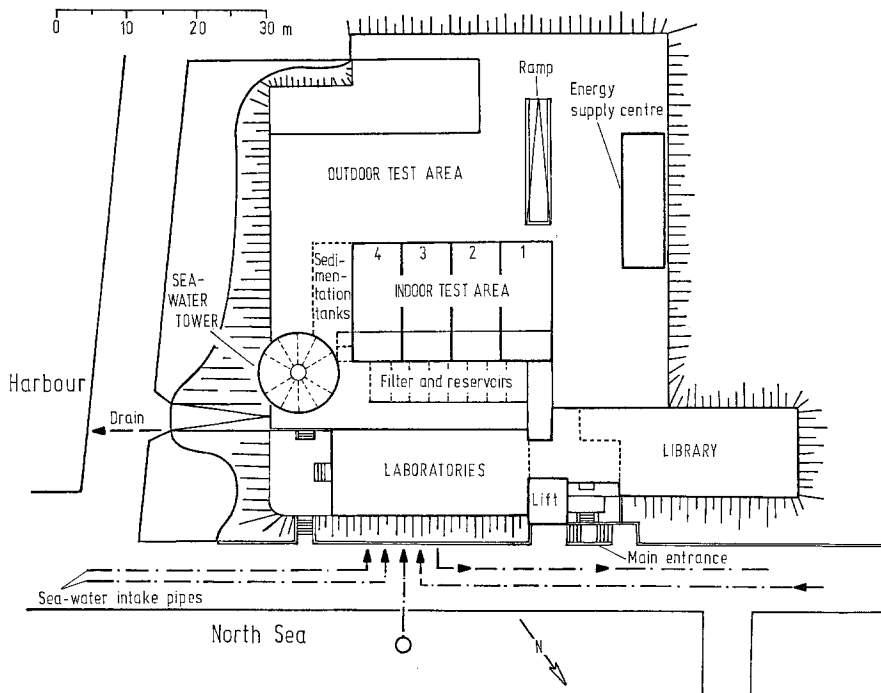 0 10 20 30 m
Ramp
Energy
supply centre
OUTDOOR TEST AREA
4 3 2 1
Sedi-
mentation
tanks
INDOOR TEST AREA
SEA-
WATER
TOWER
Harbour
Filter and reservoirs
Drain
LABORATORIES
LIBRARY
Lift
Main entrance
Sea-water intake pipes
North Sea
N